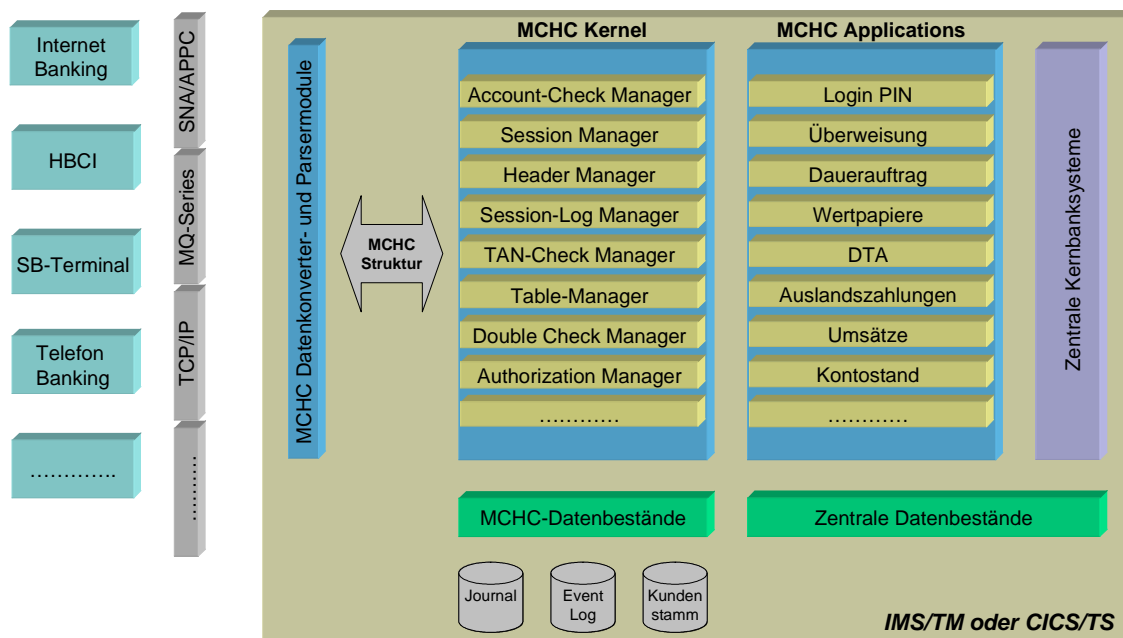 Internet
Banking
HBCI
SB-Terminal
Telefon
Banking
………….
SNA/APPC
MQ-Series
TCP/IP
……….
MCHC Datenkonverter- und Parsermodule
MCHC
Struktur
MCHC Kernel
Account-Check Manager
Session Manager
Header Manager
Session-Log Manager
TAN-Check Manager
Table-Manager
Double Check Manager
Authorization Manager
…………
MCHC Applications
Login PIN
Überweisung
Dauerauftrag
Wertpapiere
DTA
Auslandszahlungen
Umsätze
Kontostand
…………
Zentrale Kernbanksysteme
MCHC-Datenbestände
Zentrale Datenbestände
Journal
Event
Log
Kunden
stamm
IMS/TM oder CICS/TS